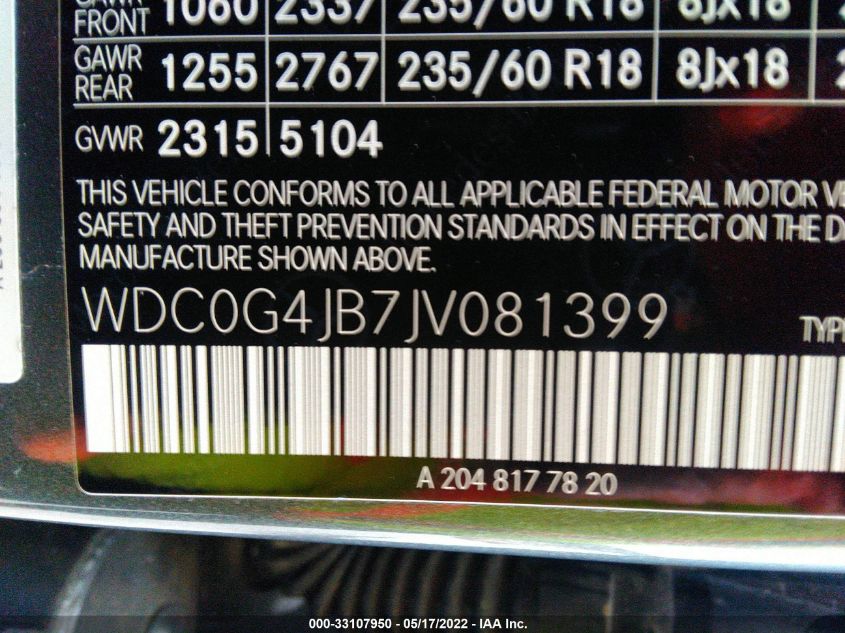 GAWR FRONT 1060 2337 235/60 R18 8Jx18
GAWR REAR 1255 2767 235/60 R18 8Jx18
GVWR 2315 5104
THIS VEHICLE CONFORMS TO ALL APPLICABLE FEDERAL MOTOR VE
SAFETY AND THEFT PREVENTION STANDARDS IN EFFECT ON THE D
MANUFACTURE SHOWN ABOVE.
WDC0G4JB7JV081399 TYPE
A 204 817 78 20
000-33107950 - 05/17/2022 - IAA Inc.